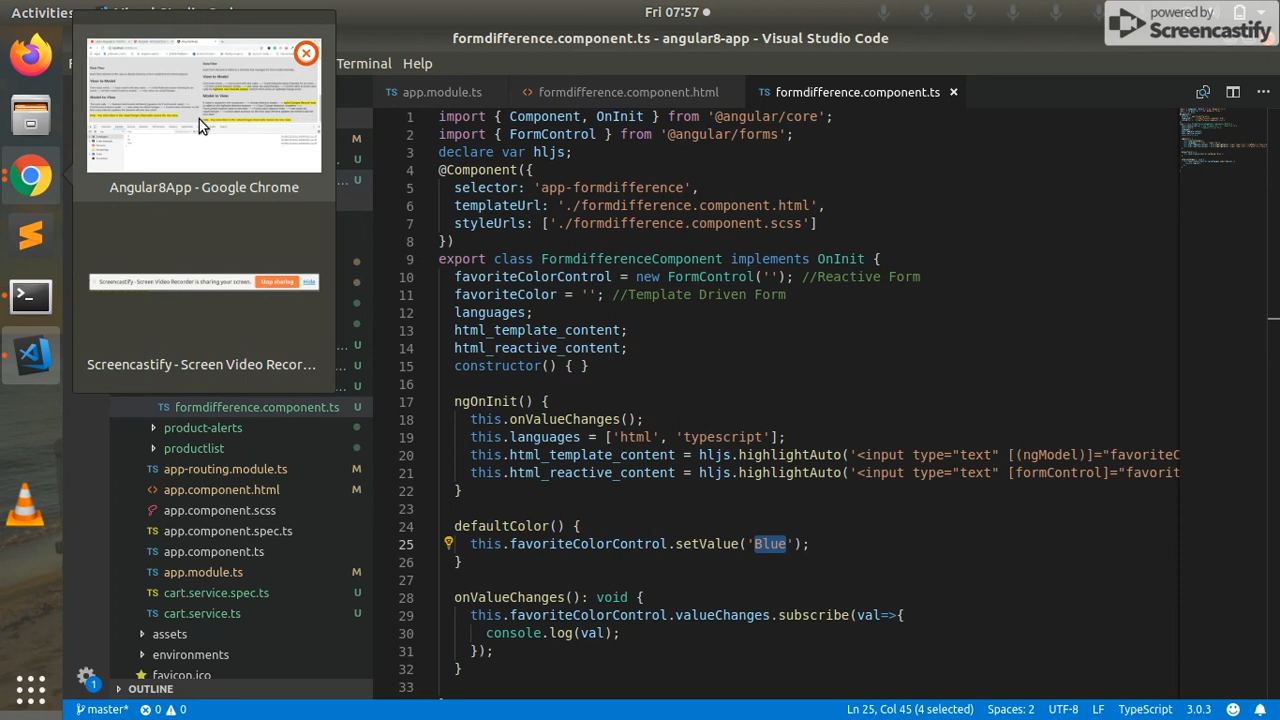 Activities
Fri 07:57
powered by
Screencastify
formdifference.component.ts - angular8-app - Visual Studio Code
Terminal Help
Angular8App - Google Chrome
Screencastify - Screen Video Recorder is sharing your screen. Stop sharing Hide
Screencastify - Screen Video Recor...
TS app.module.ts
<> formdifference.component.html
TS formdifference.component.ts ×
1 import { Component, OnInit } from '@angular/co
2 import { FormControl } from '@angular/forms';
3 declare var hljs;
4 @Component({
5 selector: 'app-formdifference',
6 templateUrl: './formdifference.component.html',
7 styleUrls: ['./formdifference.component.scss']
8 })
9 export class FormdifferenceComponent implements OnInit {
10 favoriteColorControl = new FormControl(''); //Reactive Form
11 favoriteColor = ''; //Template Driven Form
12 languages;
13 html_template_content;
14 html_reactive_content;
15 constructor() { }
16
17 ngOnInit() {
18 this.onValueChanges();
19 this.languages = ['html', 'typescript'];
20 this.html_template_content = hljs.highlightAuto('<input type="text" [(ngModel)]="favoriteC
21 this.html_reactive_content = hljs.highlightAuto('<input type="text" [formControl]="favorit
22 }
23
24 defaultColor() {
25 this.favoriteColorControl.setValue('Blue');
26 }
27
28 onValueChanges(): void {
29 this.favoriteColorControl.valueChanges.subscribe(val=>{
30 console.log(val);
31 });
32 }
33
M
U
U
TS formdifference.component.ts U
product-alerts
productlist
TS app-routing.module.ts M
<> app.component.html M
app.component.scss
TS app.component.spec.ts
TS app.component.ts
TS app.module.ts M
TS cart.service.spec.ts U
TS cart.service.ts U
assets
environments
favicon.ico
OUTLINE
1
master* 0 0
Ln 25, Col 45 (4 selected) Spaces: 2 UTF-8 LF TypeScript 3.0.3